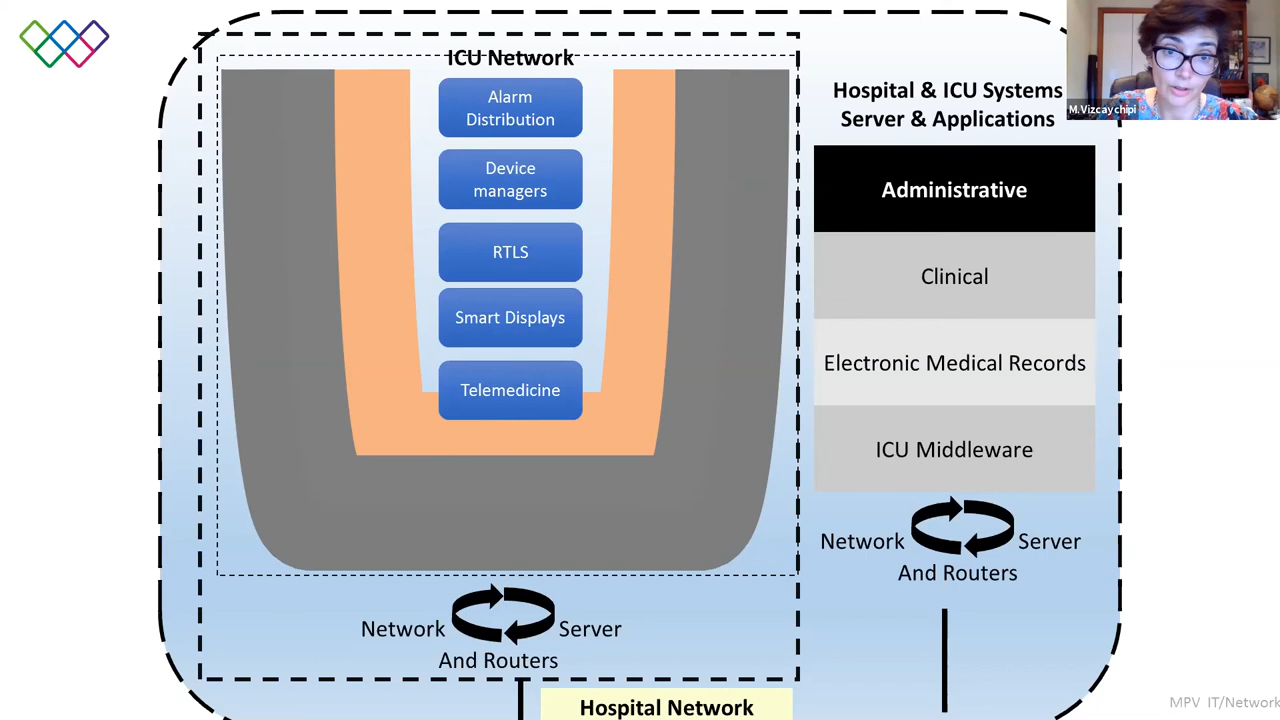 ICU Network
Alarm
Distribution
Device
managers
RTLS
Smart Displays
Telemedicine
Network
Server
And Routers
Hospital Network
Hospital & ICU Systems
Server & Applications
Administrative
Clinical
Electronic Medical Records
ICU Middleware
Network
Server
And Routers
M.Vizcaychipi
MPV IT/Network